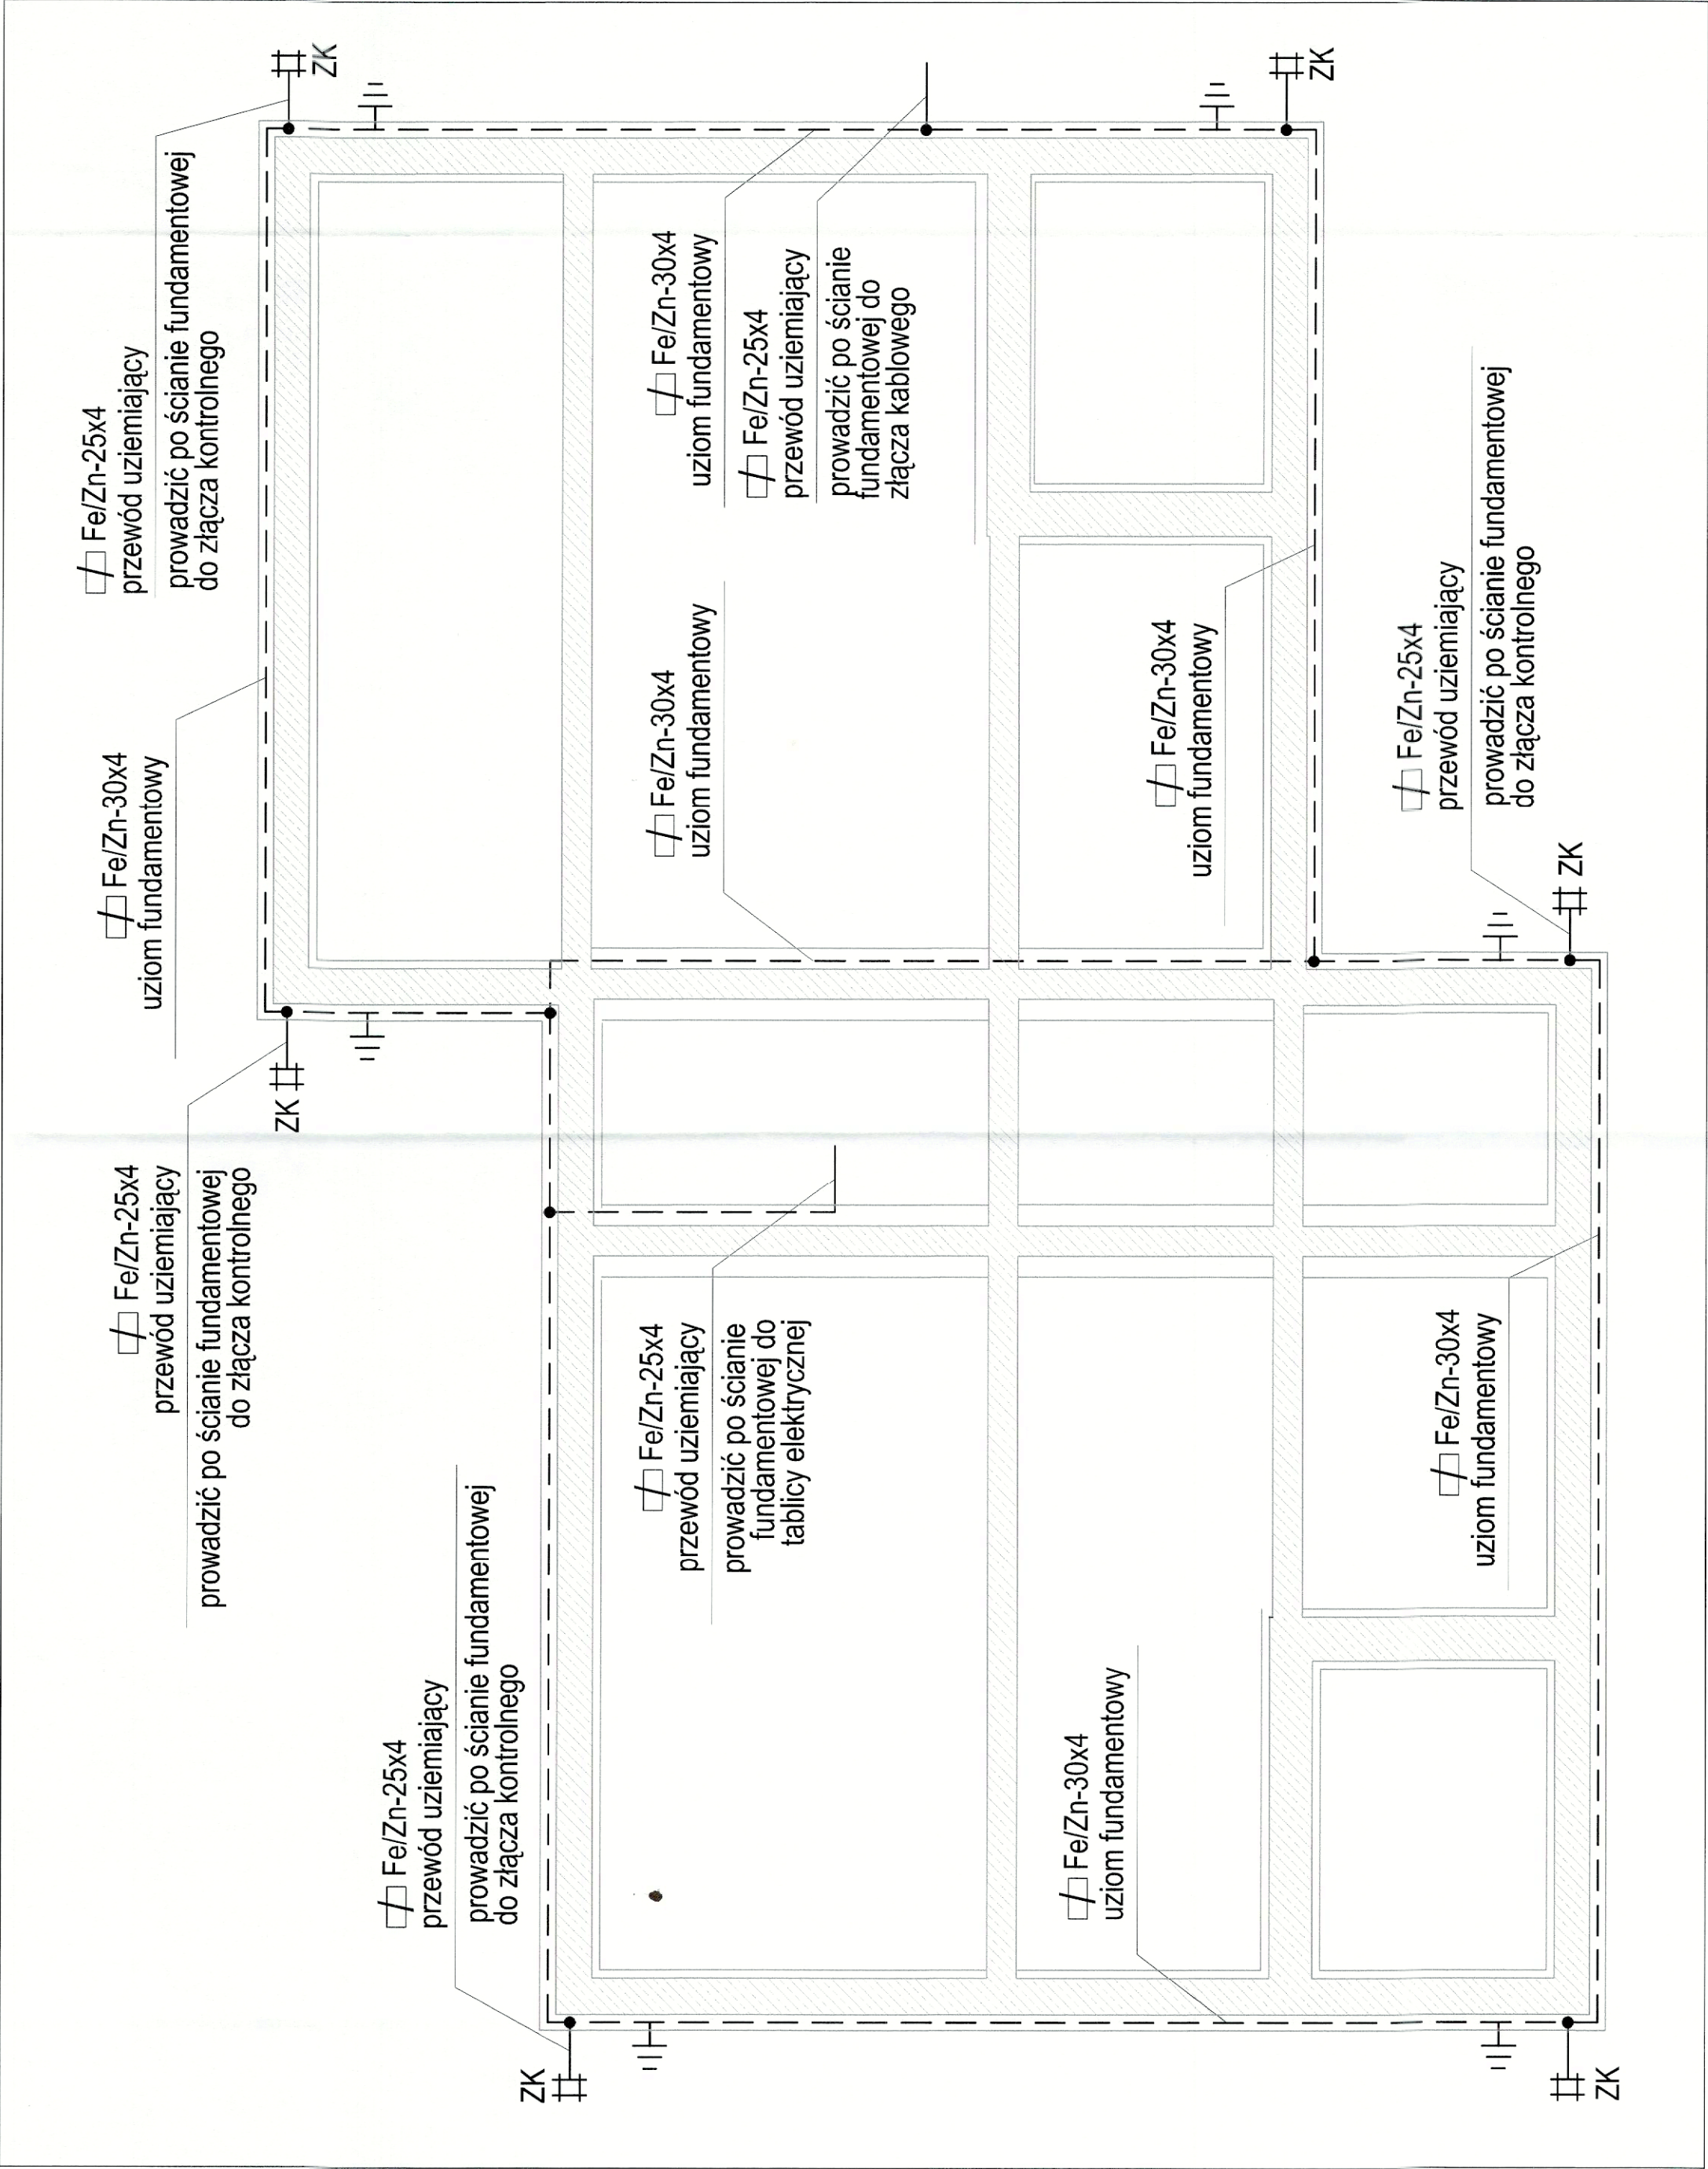 ZK
Fe/Zn-25x4
przewód uziemiający
prowadzić po ścianie fundamentowej
do złącza kontrolnego
Fe/Zn-30x4
uziom fundamentowy
ZK
Fe/Zn-25x4
przewód uziemiający
prowadzić po ścianie fundamentowej
do złącza kontrolnego
Fe/Zn-25x4
przewód uziemiający
prowadzić po ścianie fundamentowej
do złącza kontrolnego
ZK
Fe/Zn-30x4
uziom fundamentowy
Fe/Zn-25x4
przewód uziemiający
prowadzić po ścianie
fundamentowej do
złącza kablowego
Fe/Zn-30x4
uziom fundamentowy
Fe/Zn-25x4
przewód uziemiający
prowadzić po ścianie
fundamentowej do
tablicy elektrycznej
Fe/Zn-30x4
uziom fundamentowy
Fe/Zn-30x4
uziom fundamentowy
ZK
Fe/Zn-25x4
przewód uziemiający
prowadzić po ścianie fundamentowej
do złącza kontrolnego
ZK
Fe/Zn-30x4
uziom fundamentowy
ZK